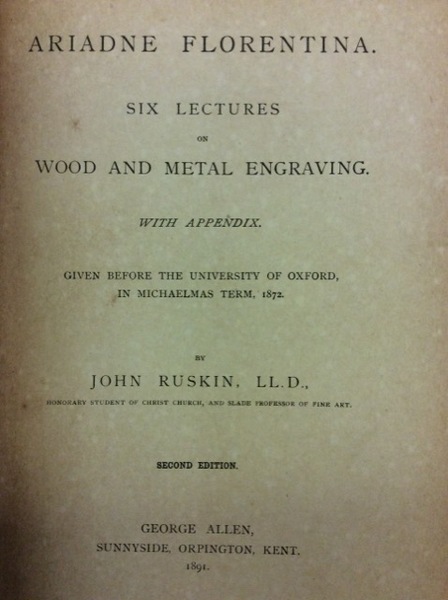 ARIADNE FLORENTINA.
SIX LECTURES
ON
WOOD AND METAL ENGRAVING.
WITH APPENDIX.
GIVEN BEFORE THE UNIVERSITY OF OXFORD,
IN MICHAELMAS TERM, 1872.
BY
JOHN RUSKIN, LL.D.,
HONORARY STUDENT OF CHRIST CHURCH, AND SLADE PROFESSOR OF FINE ART.
SECOND EDITION.
GEORGE ALLEN,
SUNNYSIDE, ORPINGTON, KENT.
1891.